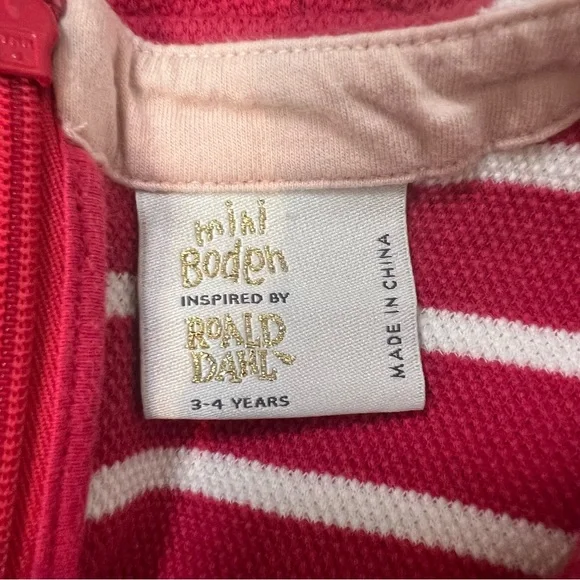 mini
Boden
INSPIRED BY
ROALD
DAHL
3-4 YEARS
MADE IN CHINA